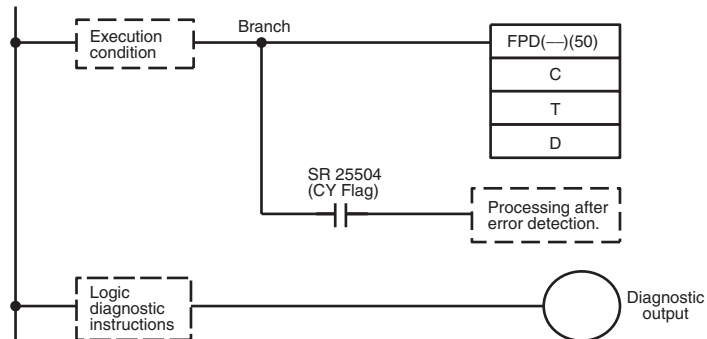 Execution
condition
Branch
FPD(––)(50)
C
T
D
SR 25504
(CY Flag)
Processing after
error detection.
Logic
diagnostic
instructions
Diagnostic
output